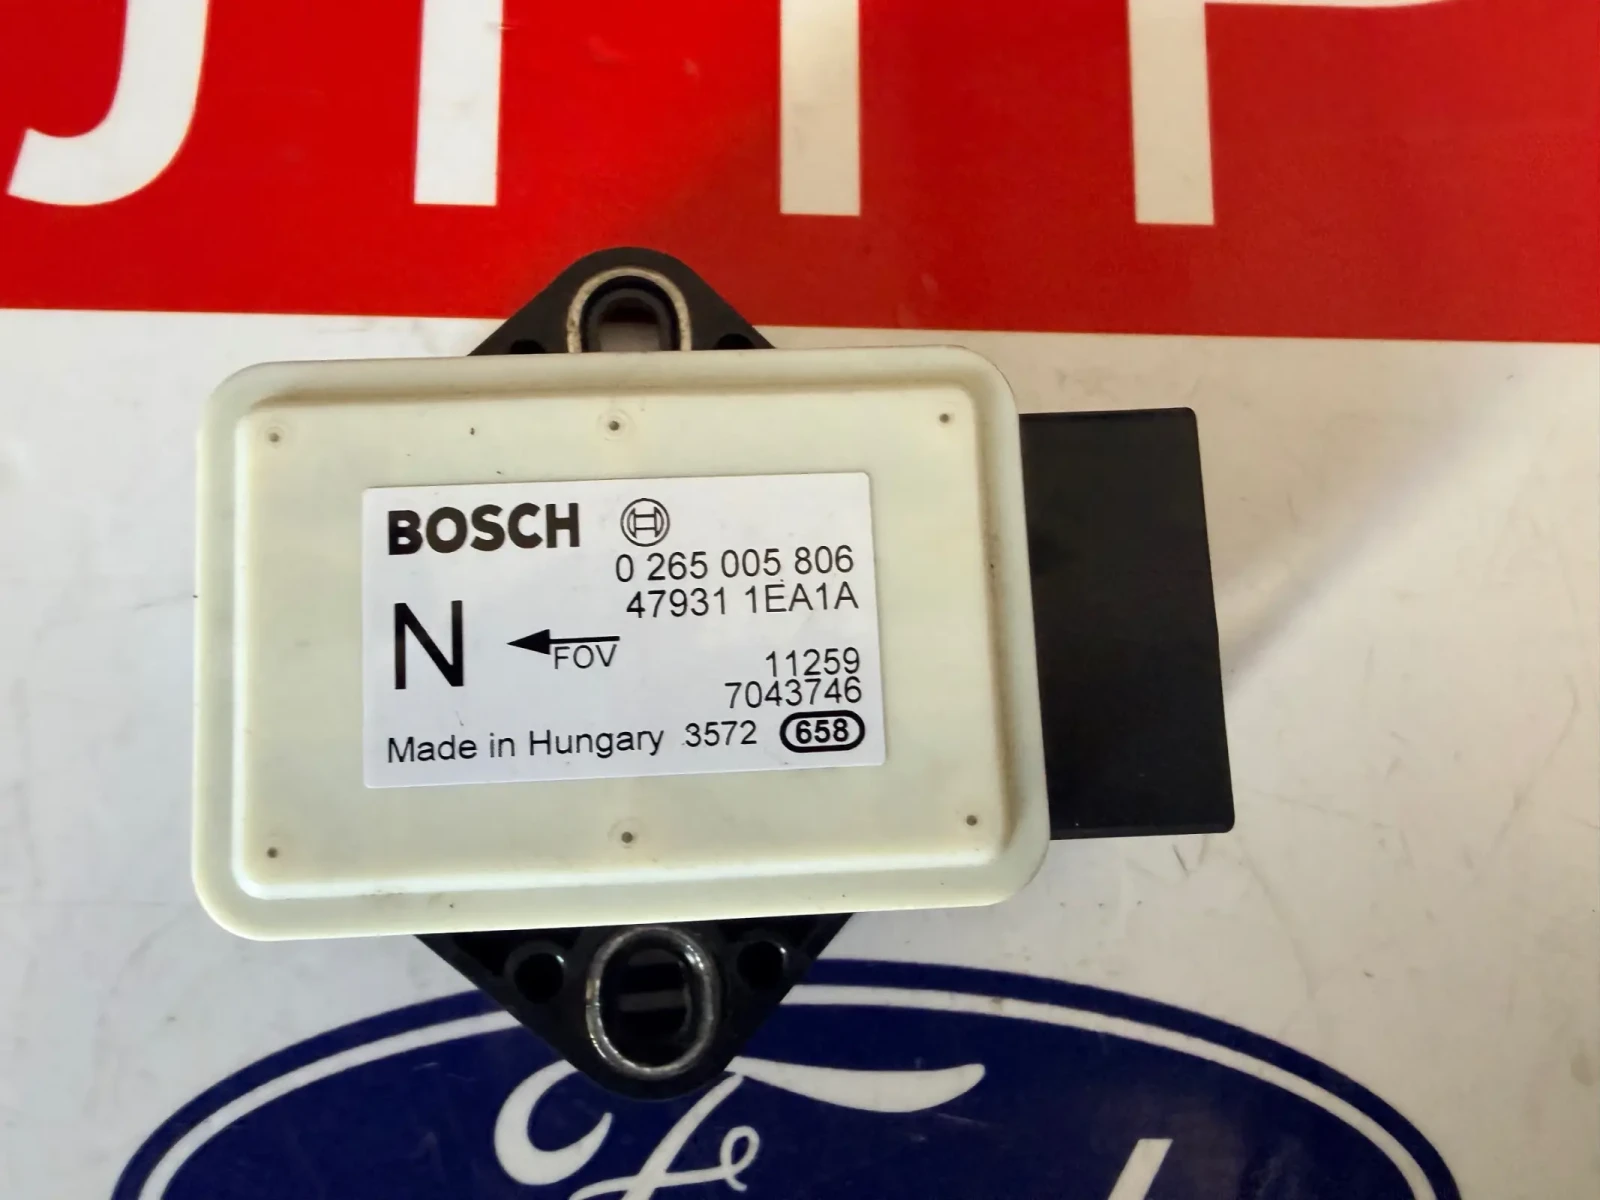 BOSCH
0 265 005 806
47931 1EA1A
N
FOV
11259
7043746
Made in Hungary 3572 658